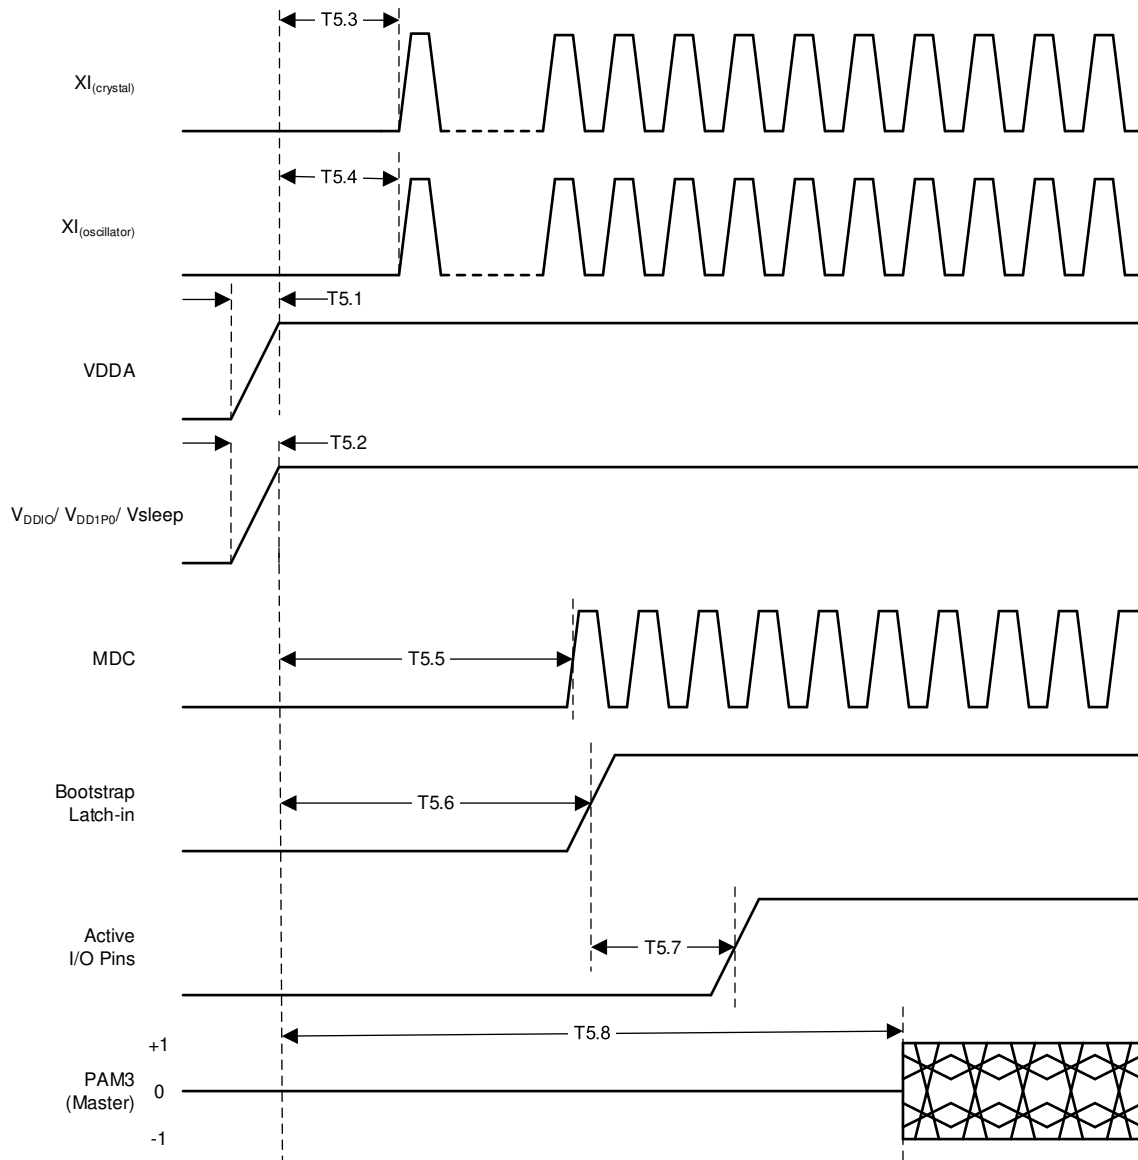 T5.3
XI(crystal)
T5.4
XI(oscillator)
T5.1
VDDA
T5.2
VDDIO/ VDD1P0/ Vsleep
MDC
T5.5
Bootstrap
Latch-in
T5.6
Active
I/O Pins
T5.7
T5.8
+1
PAM3
(Master)
0
-1